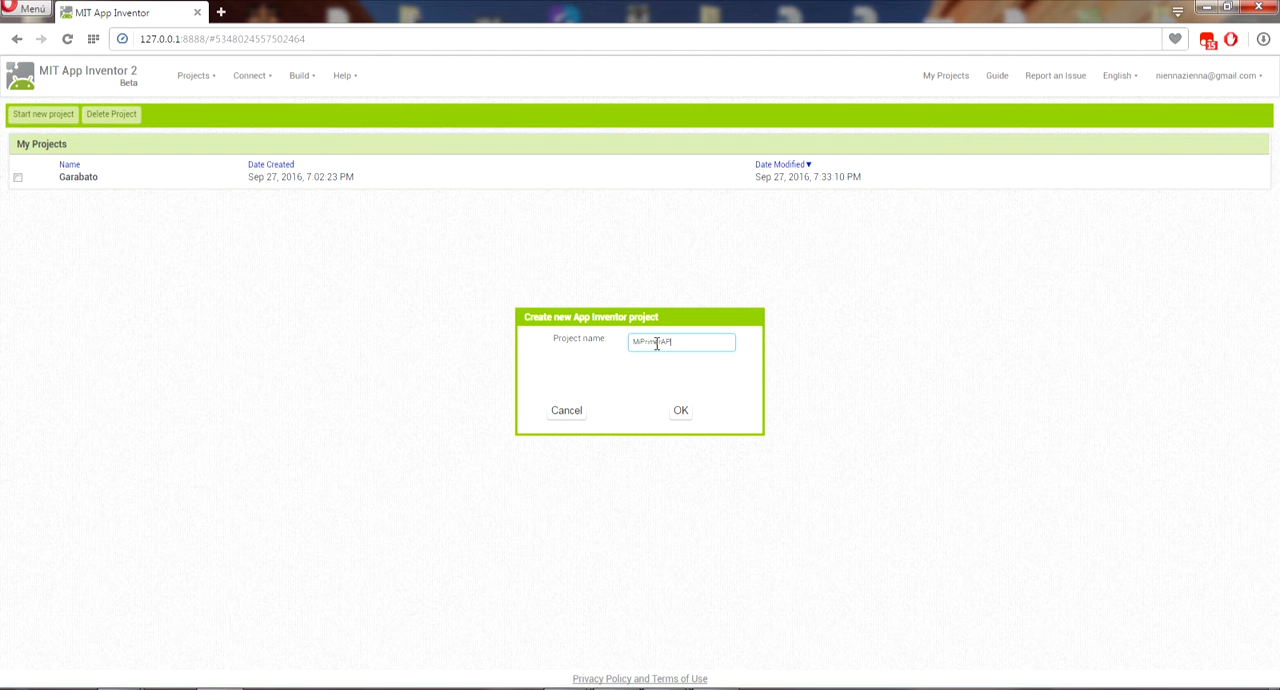 Menú
MIT App Inventor
127.0.0.1:8888/#5348024557502464
15
MIT App Inventor 2
Beta
Projects
Connect
Build
Help
My Projects
Guide
Report an Issue
English
niennazienna@gmail.com
Start new project
Delete Project
My Projects
Name
Date Created
Date Modified
Garabato
Sep 27, 2016, 7:02:23 PM
Sep 27, 2016, 7:33:10 PM
Create new App Inventor project
Project name
Cancel
OK
Privacy Policy and Terms of Use